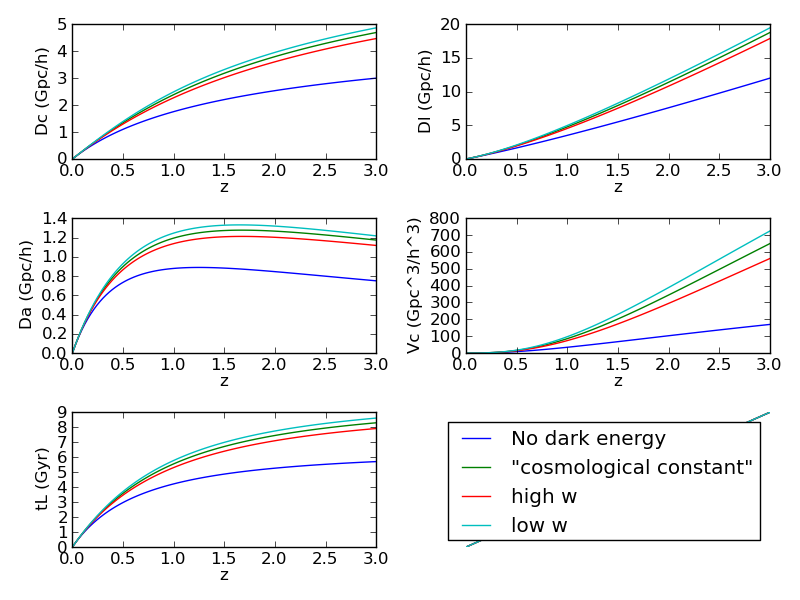 Dc (Gpc/h)
5
4
3
2
1
0
0.0 0.5 1.0 1.5 2.0 2.5 3.0
z
Dl (Gpc/h)
20
15
10
5
0
0.0 0.5 1.0 1.5 2.0 2.5 3.0
z
Da (Gpc/h)
1.4
1.2
1.0
0.8
0.6
0.4
0.2
0.0
0.0 0.5 1.0 1.5 2.0 2.5 3.0
z
Vc (Gpc^3/h^3)
800
700
600
500
400
300
200
100
0
0.0 0.5 1.0 1.5 2.0 2.5 3.0
z
tL (Gyr)
9
8
7
6
5
4
3
2
1
0
0.0 0.5 1.0 1.5 2.0 2.5 3.0
z
No dark energy
"cosmological constant"
high w
low w